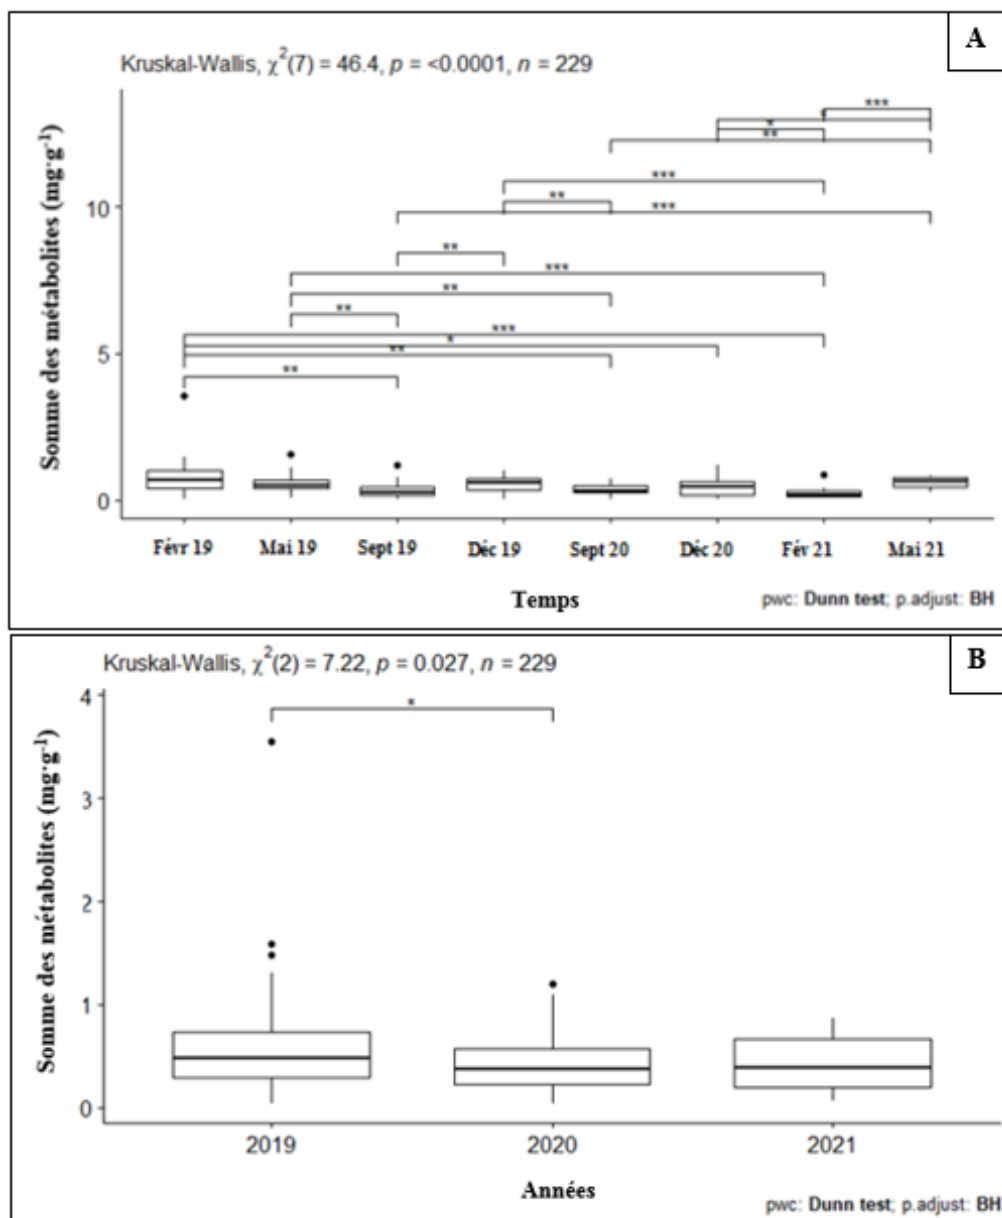 A
Kruskal-Wallis, χ²(7) = 46.4, p = <0.0001, n = 229
Somme des métabolites (mg·g⁻¹)
***
*
*
**
***
**
***
**
***
**
**
***
*
**
**
10
5
0
Févr 19 Mai 19 Sept 19 Déc 19 Sept 20 Déc 20 Fév 21 Mai 21
Temps
pwc: Dunn test; p.adjust: BH
B
Kruskal-Wallis, χ²(2) = 7.22, p = 0.027, n = 229
Somme des métabolites (mg·g⁻¹)
*
4
3
2
1
0
2019 2020 2021
Années
pwc: Dunn test; p.adjust: BH